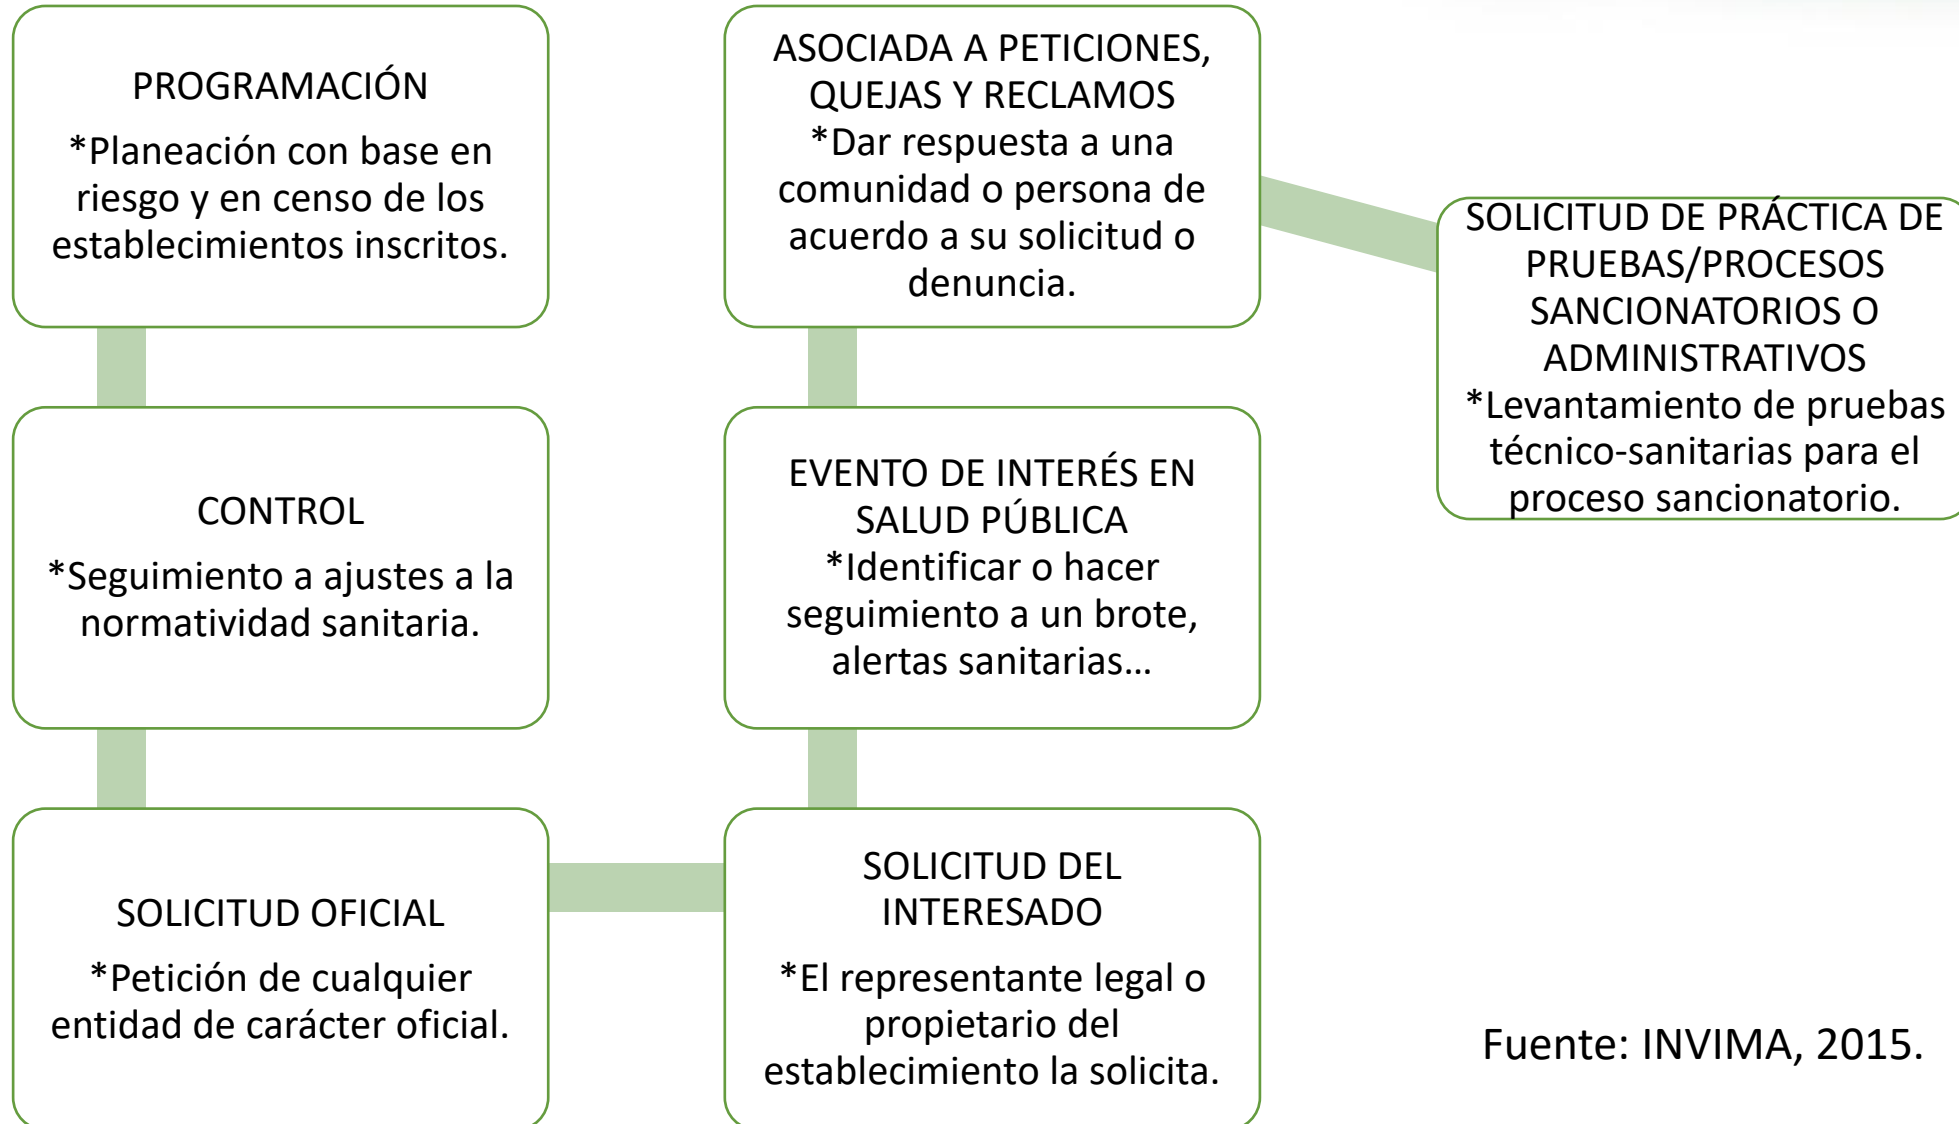 PROGRAMACIÓN
*Planeación con base en
riesgo y en censo de los
establecimientos inscritos.
CONTROL
*Seguimiento a ajustes a la
normatividad sanitaria.
SOLICITUD OFICIAL
*Petición de cualquier
entidad de carácter oficial.
SOLICITUD DEL
INTERESADO
*El representante legal o
propietario del
establecimiento la solicita.
EVENTO DE INTERÉS EN
SALUD PÚBLICA
*Identificar o hacer
seguimiento a un brote,
alertas sanitarias…
ASOCIADA A PETICIONES,
QUEJAS Y RECLAMOS
*Dar respuesta a una
comunidad o persona de
acuerdo a su solicitud o
denuncia.
SOLICITUD DE PRÁCTICA DE
PRUEBAS/PROCESOS
SANCIONATORIOS O
ADMINISTRATIVOS
*Levantamiento de pruebas
técnico-sanitarias para el
proceso sancionatorio.
Fuente: INVIMA, 2015.